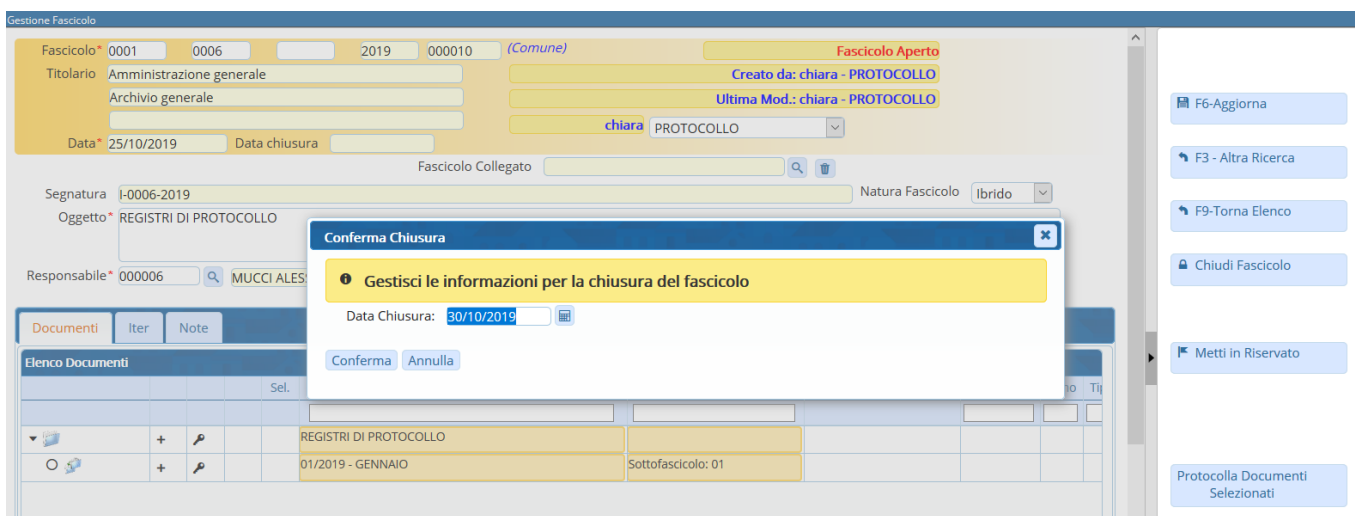 Gestione Fascicolo
Fascicolo* 0001 0006 2019 000010 (Comune) Fascicolo Aperto
Titolario Amministrazione generale Creato da: chiara - PROTOCOLLO
Archivio generale Ultima Mod.: chiara - PROTOCOLLO
chiara PROTOCOLLO
Data* 25/10/2019 Data chiusura
Fascicolo Collegato
Segnatura I-0006-2019 Natura Fascicolo Ibrido
Oggetto* REGISTRI DI PROTOCOLLO
Responsabile* 000006 MUCCI
Conferma Chiusura
Gestisci le informazioni per la chiusura del fascicolo
Data Chiusura: 30/10/2019
Conferma Annulla
Documenti Iter Note
Elenco Documenti
Sel.
REGISTRI DI PROTOCOLLO
01/2019 - GENNAIO Sottofascicolo: 01
F6-Aggiorna
F3 - Altra Ricerca
F9-Torna Elenco
Chiudi Fascicolo
Metti in Riservato
Protocolla Documenti
Selezionati